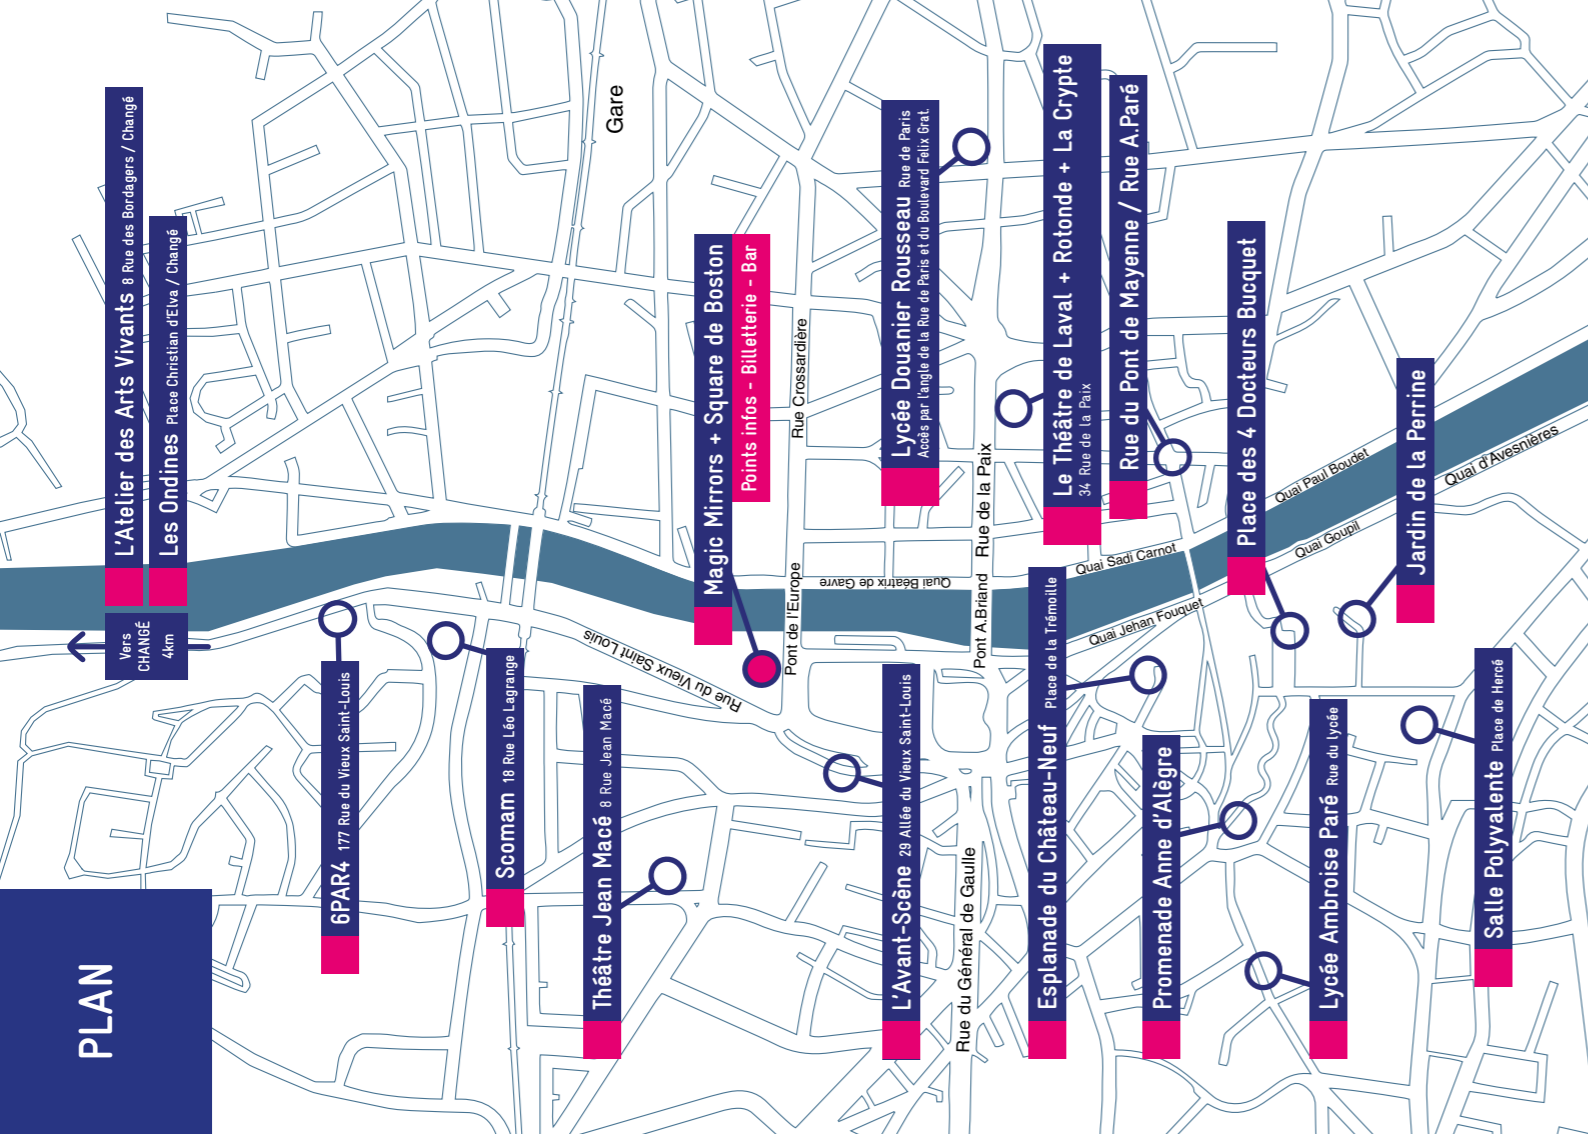 PLAN
L'Atelier des Arts Vivants 8 Rue des Bordagers / Changé
Les Ondines Place Christian d'Elva / Changé
Vers
CHANGÉ
4km
6PAR4 177 Rue du Vieux Saint-Louis
Scomam 18 Rue Léo Lagrange
Théâtre Jean Macé 8 Rue Jean Macé
Gare
Rue du Vieux Saint Louis
Magic Mirrors + Square de Boston
Points infos - Billetterie - Bar
Rue Crossardière
Pont de l'Europe
Quai Béatrix de Gavre
Lycée Douanier Rousseau Rue de Paris
Accès par l'angle de la Rue de Paris et du Boulevard Felix Grat.
L'Avant-Scène 29 Allée du Vieux Saint-Louis
Rue de la Paix
Pont A.Briand
Rue du Général de Gaulle
Le Théâtre de Laval + Rotonde + La Crypte
34 Rue de la Paix
Rue du Pont de Mayenne / Rue A.Paré
Quai Sadi Carnot
Quai Jehan Fouquet
Esplanade du Château-Neuf Place de la Trémoille
Promenade Anne d'Alègre
Place des 4 Docteurs Bucquet
Quai Paul Boudet
Quai Goupil
Quai d'Avesnières
Jardin de la Perrine
Lycée Ambroise Paré Rue du lycée
Salle Polyvalente Place de Hercé